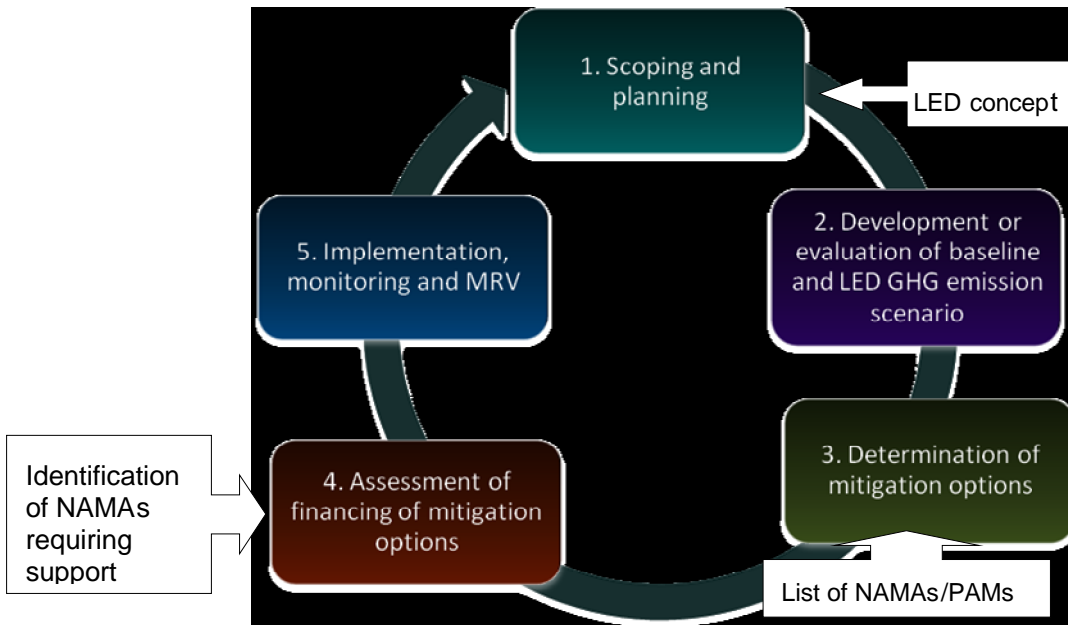 1. Scoping and
planning
LED concept
2. Development or
evaluation of baseline
and LED GHG emission
scenario
3. Determination of
mitigation options
List of NAMAs/PAMs
4. Assessment of
financing of mitigation
options
Identification
of NAMAs
requiring
support
5. Implementation,
monitoring and MRV